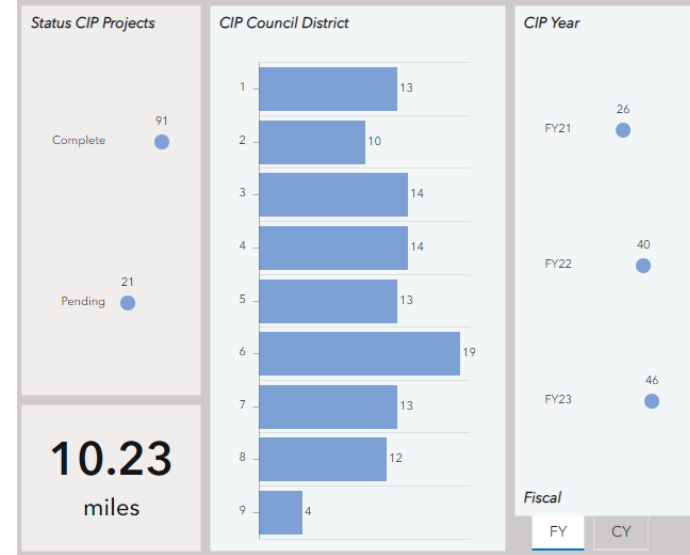 Status CIP Projects
91
Complete
21
Pending
10.23
miles
CIP Council District
1 13
2 10
3 14
4 14
5 13
6 19
7 13
8 12
9 4
CIP Year
26
FY21
40
FY22
46
FY23
Fiscal
FY CY